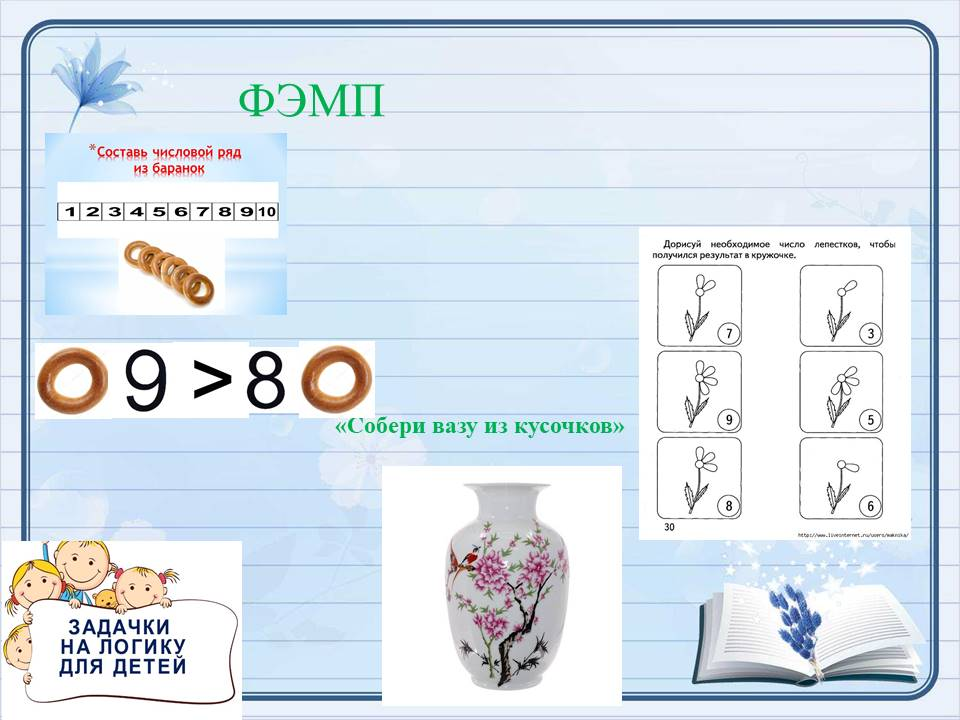 ФЭМП
*Составь числовой ряд
из баранок
1 2 3 4 5 6 7 8 9 10
Дорисуй необходимое число лепестков, чтобы
получился результат в кружочке.
7 3
9 > 8
9 5
«Собери вазу из кусочков»
8 6
30
http://www.liveinternet.ru/users/maknika/
ЗАДАЧКИ
НА ЛОГИКУ
ДЛЯ ДЕТЕЙ